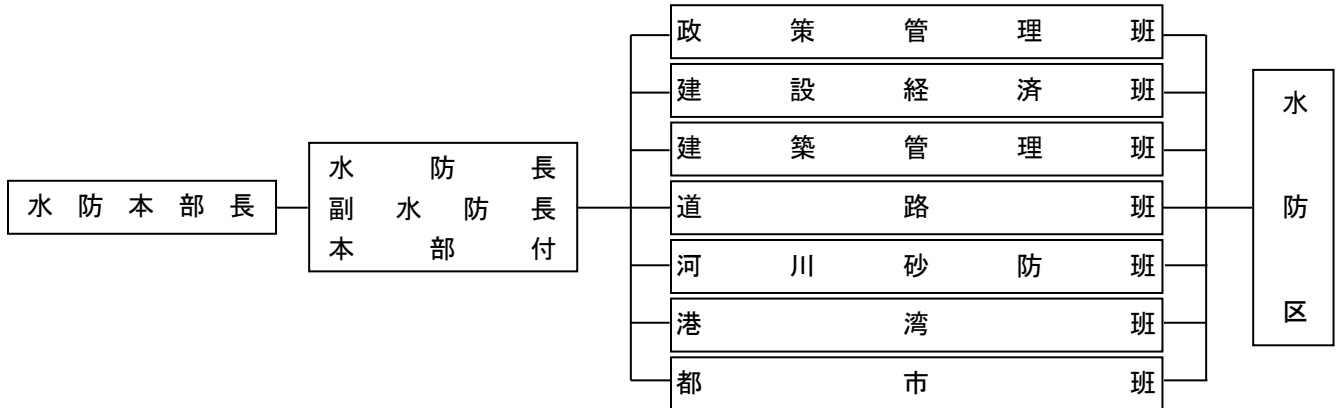 水防本部長
水防長
副水防長
本部付
政策管理班
建設経済班
建築管理班
道路班
河川砂防班
港湾班
都市班
水防区